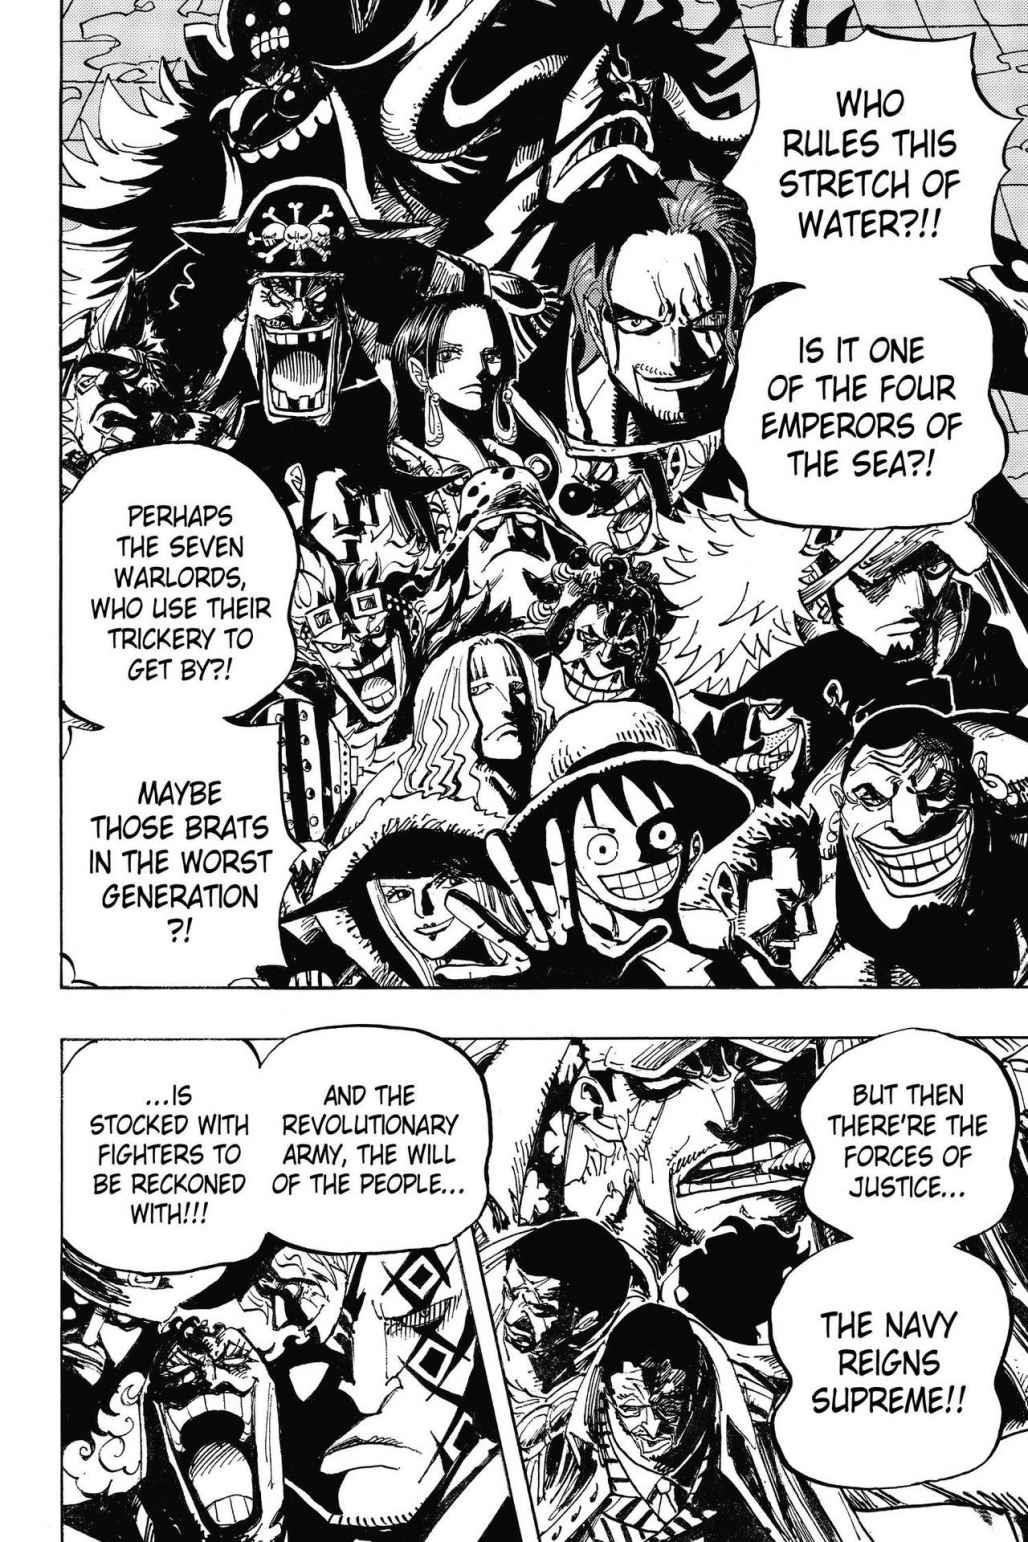 WHO
RULES THIS
STRETCH OF
WATER?!!
IS IT ONE
OF THE FOUR
EMPERORS OF
THE SEA?!
PERHAPS
THE SEVEN
WARLORDS,
WHO USE THEIR
TRICKERY TO
GET BY?!
MAYBE
THOSE BRATS
IN THE WORST
GENERATION
?!
BUT THEN
THERE'RE THE
FORCES OF
JUSTICE...
THE NAVY
REIGNS
SUPREME!!
AND THE
REVOLUTIONARY
ARMY, THE WILL
OF THE PEOPLE...
...IS
STOCKED WITH
FIGHTERS TO
BE RECKONED
WITH!!!